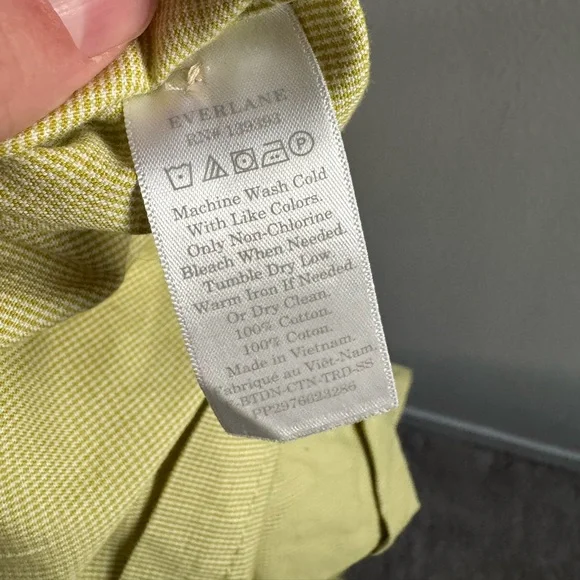 EVERLANE
RN# 139393
P
Machine Wash Cold
With Like Colors.
Only Non-Chlorine
Bleach When Needed.
Tumble Dry Low.
Warm Iron If Needed.
Or Dry Clean.
100% Cotton.
100% Coton.
Made in Vietnam.
Fabriqué au Viêt-Nam.
-BTDN-CTN-TRD-SS
PP2976623286